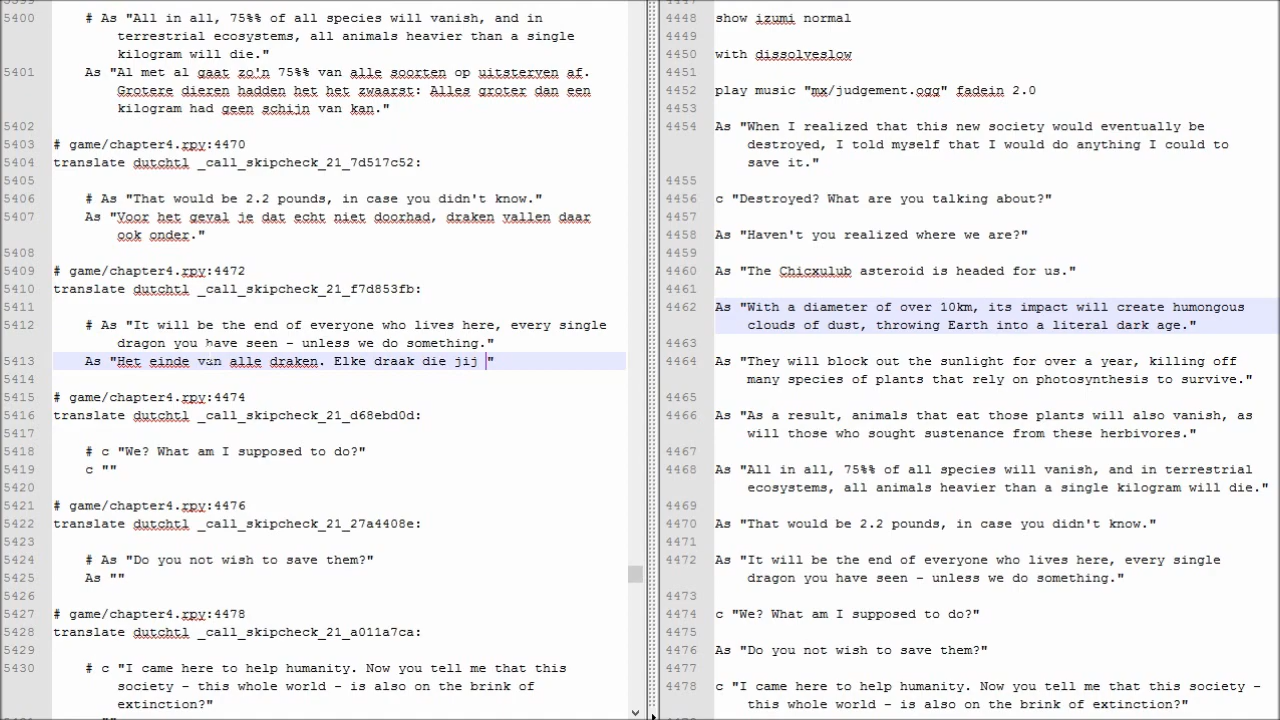 5400 # As "All in all, 75%% of all species will vanish, and in
terrestrial ecosystems, all animals heavier than a single
kilogram will die."
5401 As "Al met al gaat zo'n 75%% van alle soorten op uitsterven af.
Grotere dieren hadden het het zwaarst: Alles groter dan een
kilogram had geen schijn van kan."
5402
5403 # game/chapter4.rpy:4470
5404 translate dutchtl _call_skipcheck_21_7d517c52:
5405
5406 # As "That would be 2.2 pounds, in case you didn't know."
5407 As "Voor het geval je dat echt niet doorhad, draken vallen daar
ook onder."
5408
5409 # game/chapter4.rpy:4472
5410 translate dutchtl _call_skipcheck_21_f7d853fb:
5411
5412 # As "It will be the end of everyone who lives here, every single
dragon you have seen - unless we do something."
5413 As "Het einde van alle draken. Elke draak die jij "
5414
5415 # game/chapter4.rpy:4474
5416 translate dutchtl _call_skipcheck_21_d68ebd0d:
5417
5418 # c "We? What am I supposed to do?"
5419 c ""
5420
5421 # game/chapter4.rpy:4476
5422 translate dutchtl _call_skipcheck_21_27a4408e:
5423
5424 # As "Do you not wish to save them?"
5425 As ""
5426
5427 # game/chapter4.rpy:4478
5428 translate dutchtl _call_skipcheck_21_a011a7ca:
5429
5430 # c "I came here to help humanity. Now you tell me that this
society - this whole world - is also on the brink of
extinction?"
4448 show izumi normal
4449
4450 with dissolveslow
4451
4452 play music "mx/judgement.ogg" fadein 2.0
4453
4454 As "When I realized that this new society would eventually be
destroyed, I told myself that I would do anything I could to
save it."
4455
4456 c "Destroyed? What are you talking about?"
4457
4458 As "Haven't you realized where we are?"
4459
4460 As "The Chicxulub asteroid is headed for us."
4461
4462 As "With a diameter of over 10km, its impact will create humongous
clouds of dust, throwing Earth into a literal dark age."
4463
4464 As "They will block out the sunlight for over a year, killing off
many species of plants that rely on photosynthesis to survive."
4465
4466 As "As a result, animals that eat those plants will also vanish, as
will those who sought sustenance from these herbivores."
4467
4468 As "All in all, 75%% of all species will vanish, and in terrestrial
ecosystems, all animals heavier than a single kilogram will die."
4469
4470 As "That would be 2.2 pounds, in case you didn't know."
4471
4472 As "It will be the end of everyone who lives here, every single
dragon you have seen - unless we do something."
4473
4474 c "We? What am I supposed to do?"
4475
4476 As "Do you not wish to save them?"
4477
4478 c "I came here to help humanity. Now you tell me that this society -
this whole world - is also on the brink of extinction?"